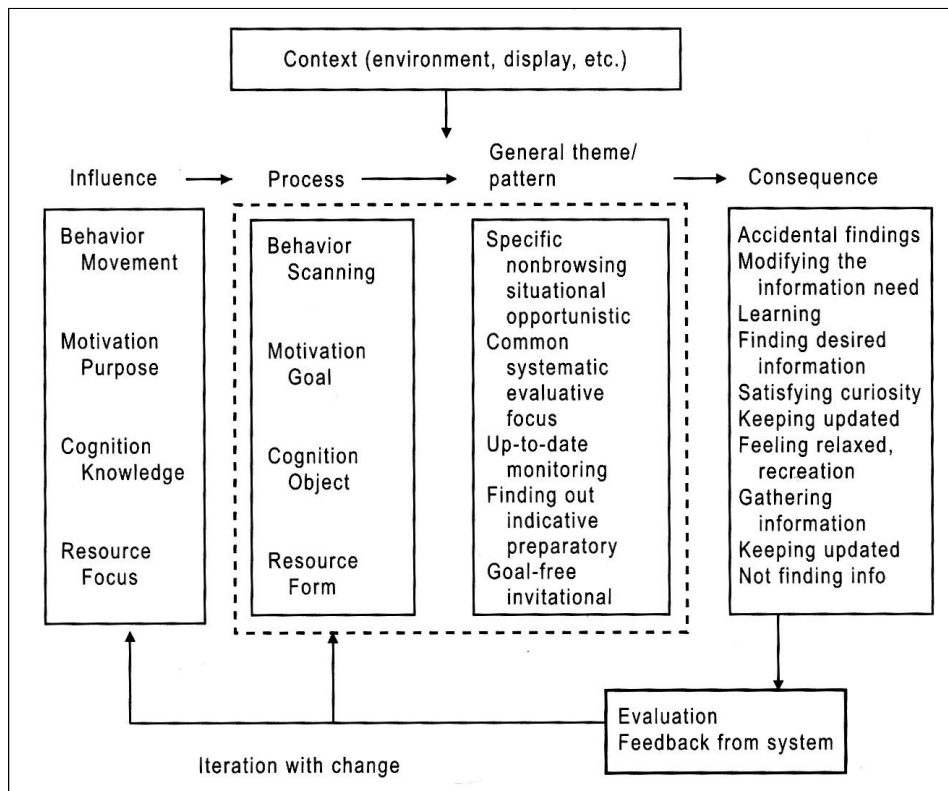 Context (environment, display, etc.)
Influence
Process
General theme/
pattern
Consequence
Behavior
Movement
Motivation
Purpose
Cognition
Knowledge
Resource
Focus
Behavior
Scanning
Motivation
Goal
Cognition
Object
Resource
Form
Specific
nonbrowsing
situational
opportunistic
Common
systematic
evaluative
focus
Up-to-date
monitoring
Finding out
indicative
preparatory
Goal-free
invitational
Accidental findings
Modifying the
information need
Learning
Finding desired
information
Satisfying curiosity
Keeping updated
Feeling relaxed,
recreation
Gathering
information
Keeping updated
Not finding info
Evaluation
Feedback from system
Iteration with change